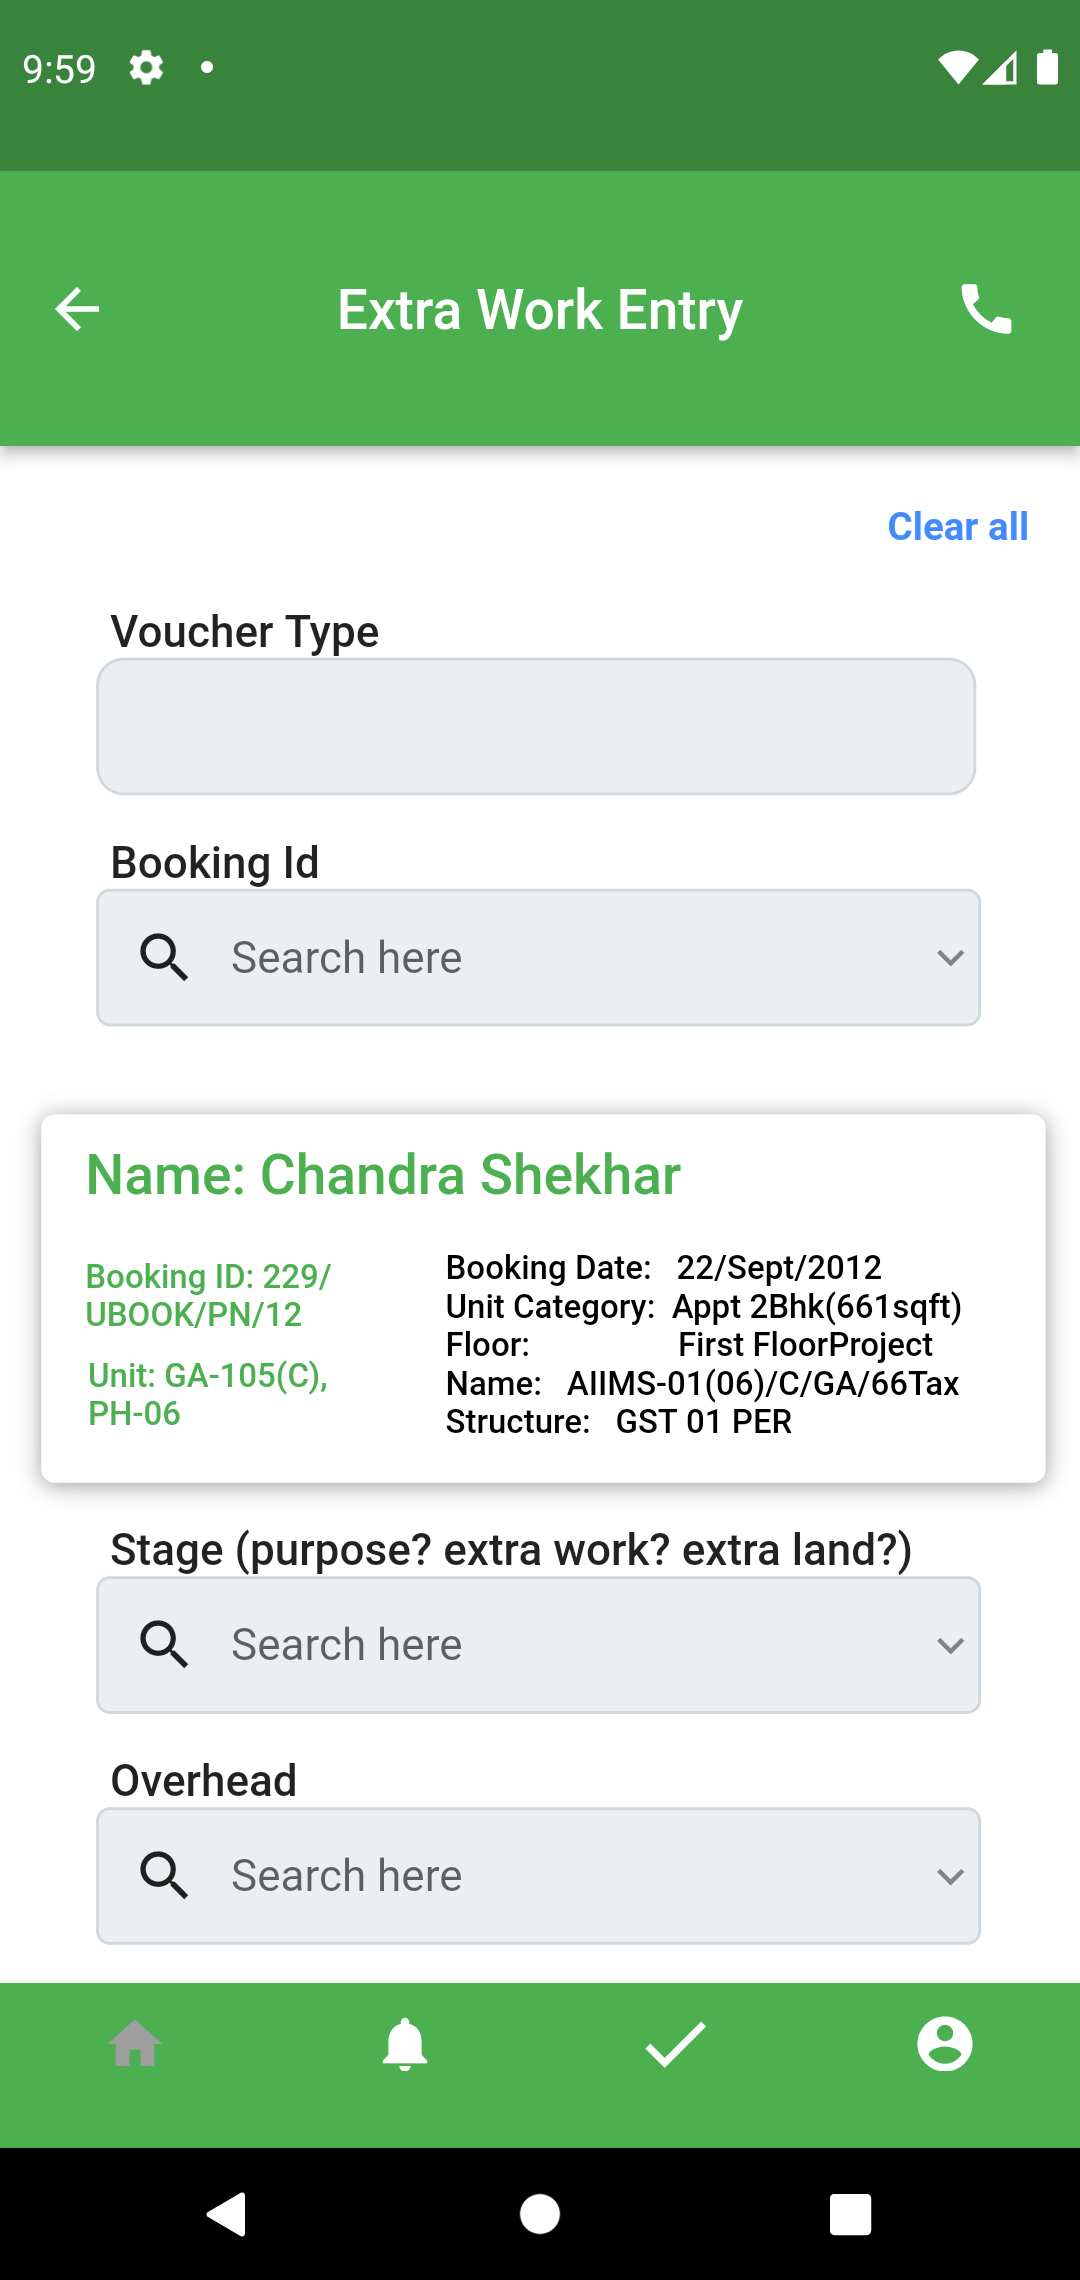 9:59
Extra Work Entry
Clear all
Voucher Type
Booking Id
Search here
Name: Chandra Shekhar
Booking ID: 229/
UBOOK/PN/12
Unit: GA-105(C),
PH-06
Booking Date: 22/Sept/2012
Unit Category: Appt 2Bhk(661sqft)
Floor: First FloorProject
Name: AIIMS-01(06)/C/GA/66Tax
Structure: GST 01 PER
Stage (purpose? extra work? extra land?)
Search here
Overhead
Search here